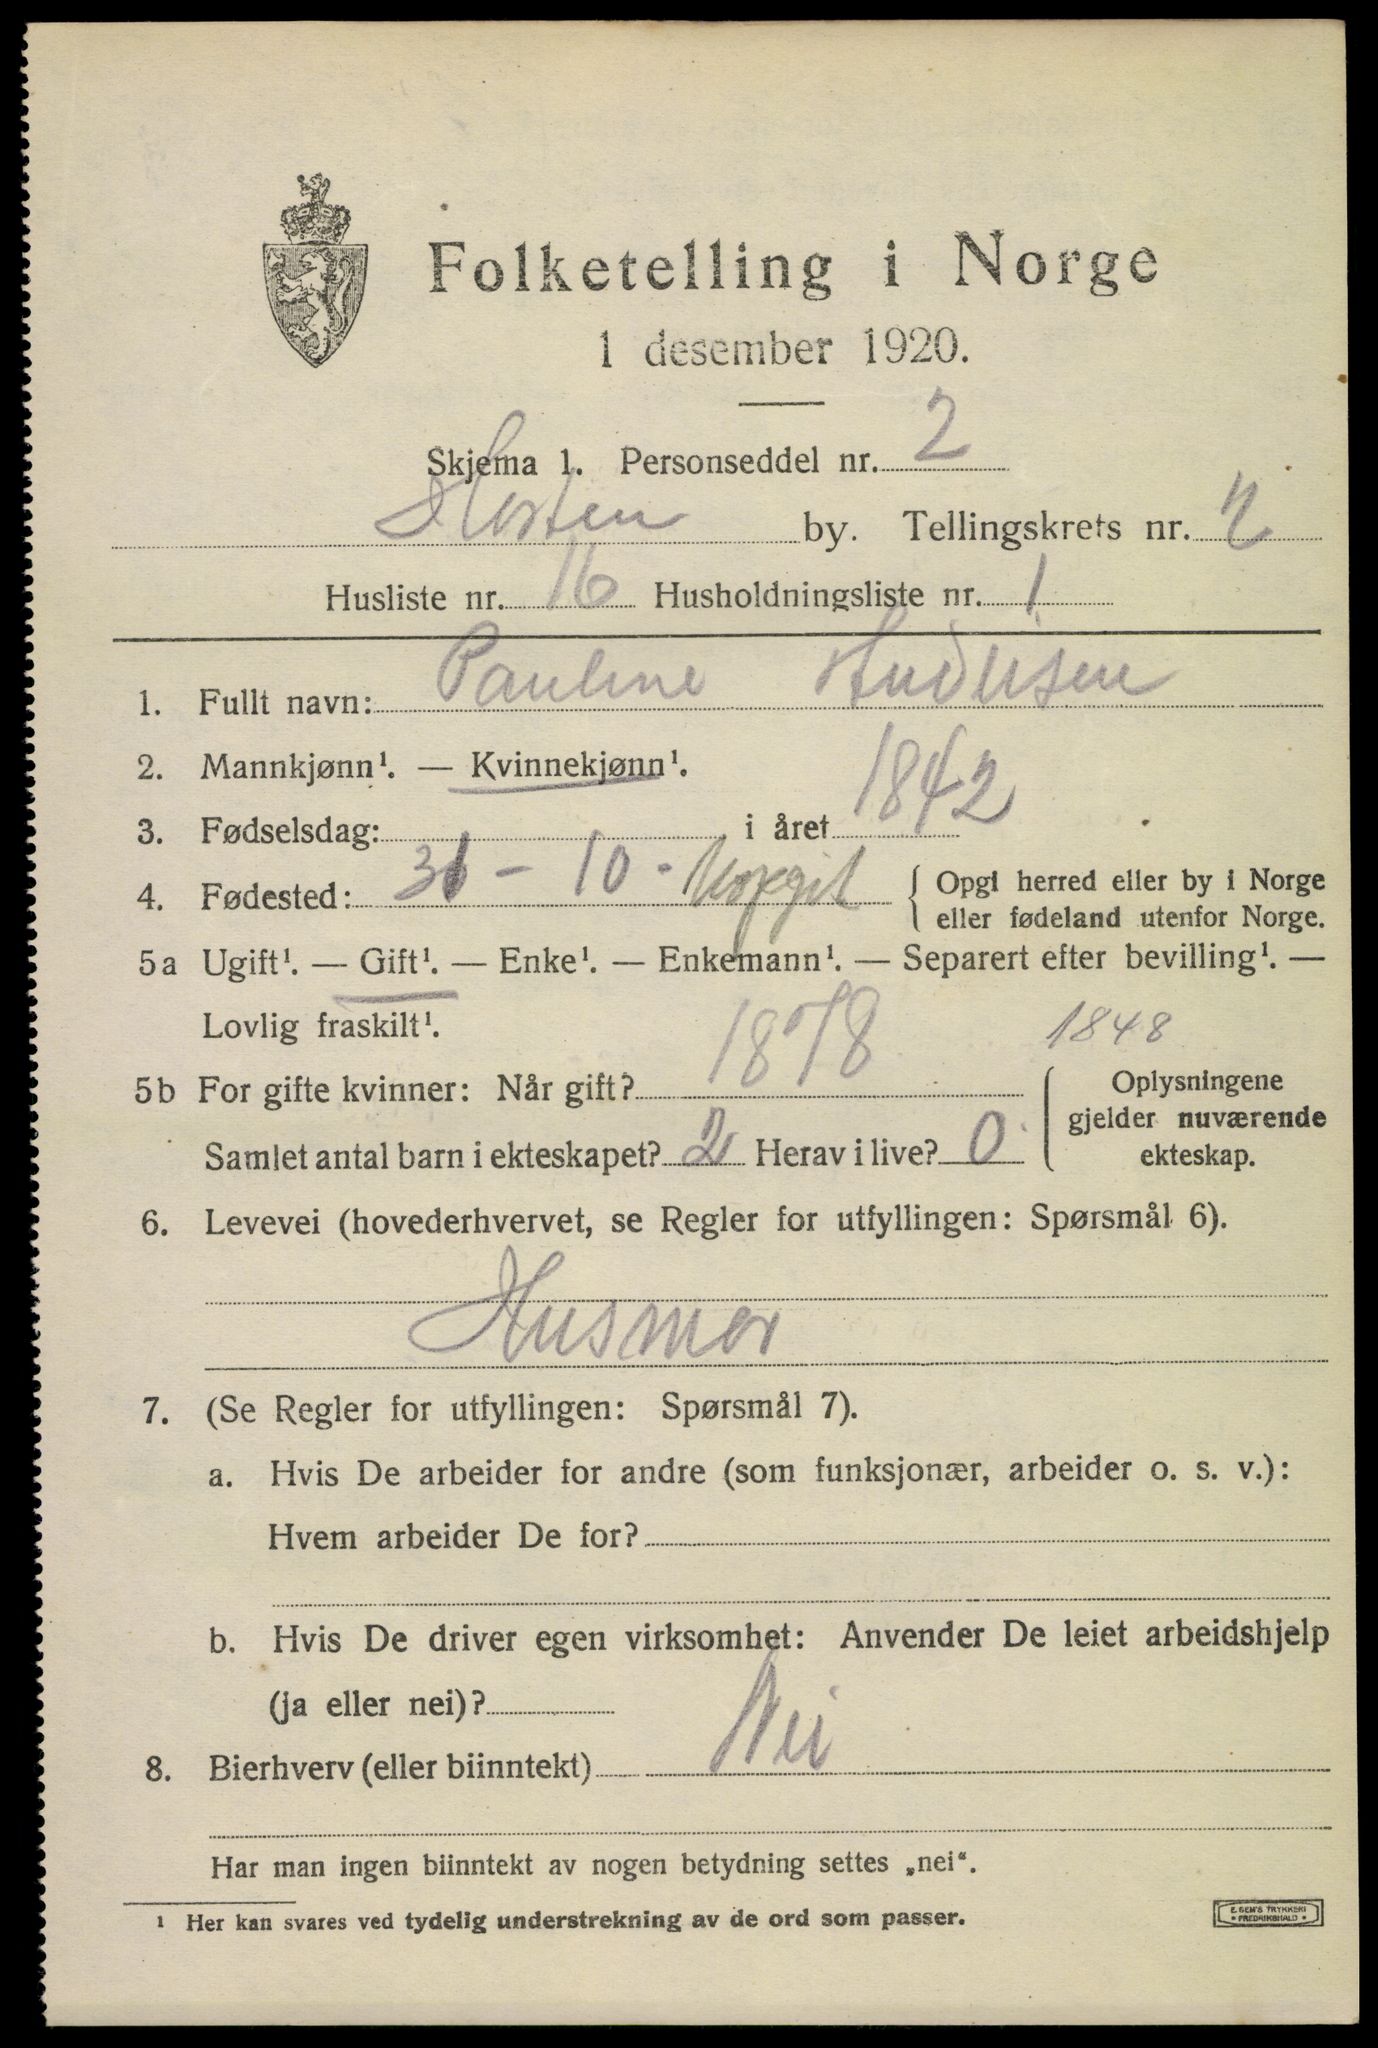 Folketelling i Norge
1 desember 1920.
Skjema 1. Personseddel nr. 2
Horten by. Tellingskrets nr. 2
Husliste nr. 16 Husholdningsliste nr. 1
1. Fullt navn: Pauline Andersen
2. Mannkjønn¹. — Kvinnekjønn¹.
3. Fødselsdag: , i året 1842
4. Fødested: 31 - 10 - { Opgi herred eller by i Norge
eller fødeland utenfor Norge.
5a Ugift¹. — Gift¹. — Enke¹. — Enkemann¹. — Separert efter bevilling¹. —
Lovlig fraskilt¹.
1848
5b For gifte kvinner: Når gift? 1878
Samlet antal barn i ekteskapet? 2 Herav i live? 0
Oplysningene
gjelder nuværende
ekteskap.
6. Levevei (hovederhvervet, se Regler for utfyllingen: Spørsmål 6).
Husmor
7. (Se Regler for utfyllingen: Spørsmål 7).
a. Hvis De arbeider for andre (som funksjonær, arbeider o. s. v.):
Hvem arbeider De for?
b. Hvis De driver egen virksomhet: Anvender De leiet arbeidshjelp
(ja eller nei)?
8. Bierhverv (eller biinntekt) Nei
Har man ingen biinntekt av nogen betydning settes „nei“.
¹ Her kan svares ved tydelig understrekning av de ord som passer.
E. SEM'S TRYKKERI
• FREDRIKSHALD •